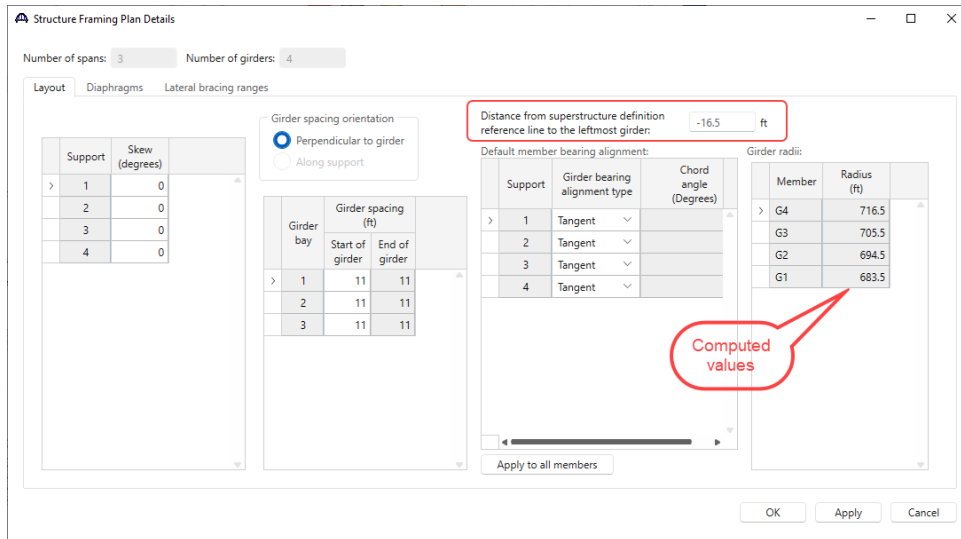 Structure Framing Plan Details
Number of spans: 3 Number of girders: 4
Layout Diaphragms Lateral bracing ranges
Support Skew (degrees)
1 0
2 0
3 0
4 0
Girder spacing orientation
Perpendicular to girder
Along support
Girder bay Girder spacing (ft)
Start of girder End of girder
1 11 11
2 11 11
3 11 11
Distance from superstructure definition
reference line to the leftmost girder: -16.5 ft
Default member bearing alignment:
Support Girder bearing alignment type Chord angle (Degrees)
1 Tangent
2 Tangent
3 Tangent
4 Tangent
Apply to all members
Girder radii:
Member Radius (ft)
G4 716.5
G3 705.5
G2 694.5
G1 683.5
Computed
values
OK Apply Cancel